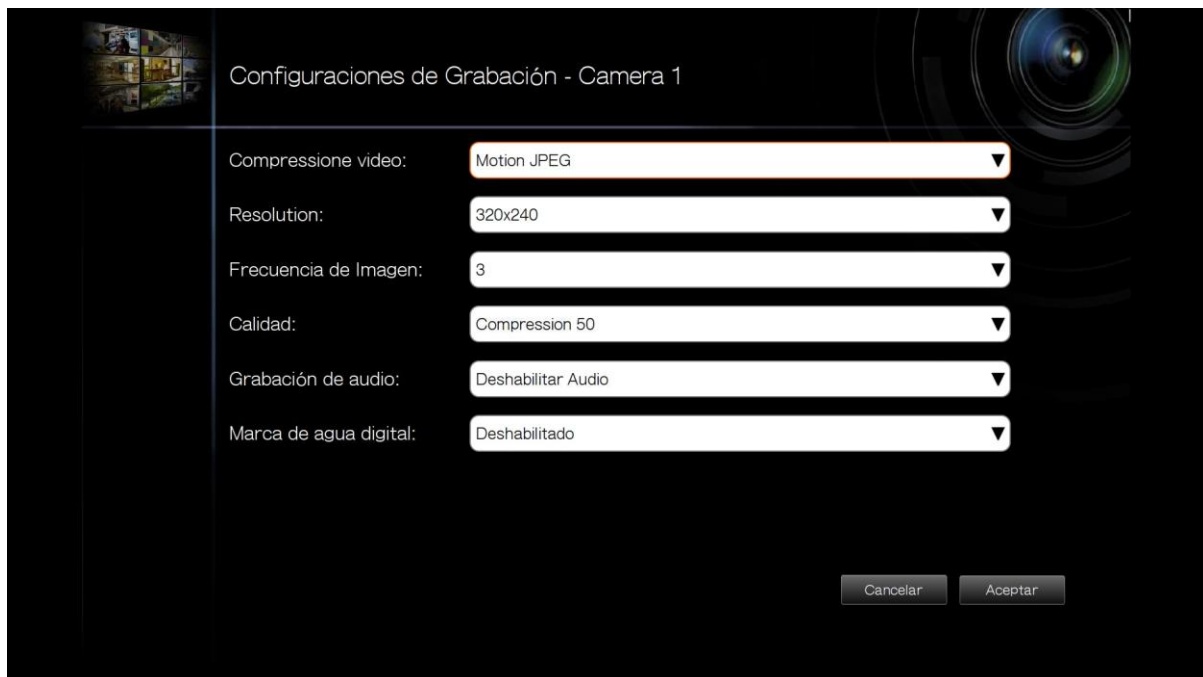 Configuraciones de Grabación - Camera 1
Compressione video: Motion JPEG
Resolution: 320x240
Frecuencia de Imagen: 3
Calidad: Compression 50
Grabación de audio: Deshabilitar Audio
Marca de agua digital: Deshabilitado
Cancelar Aceptar